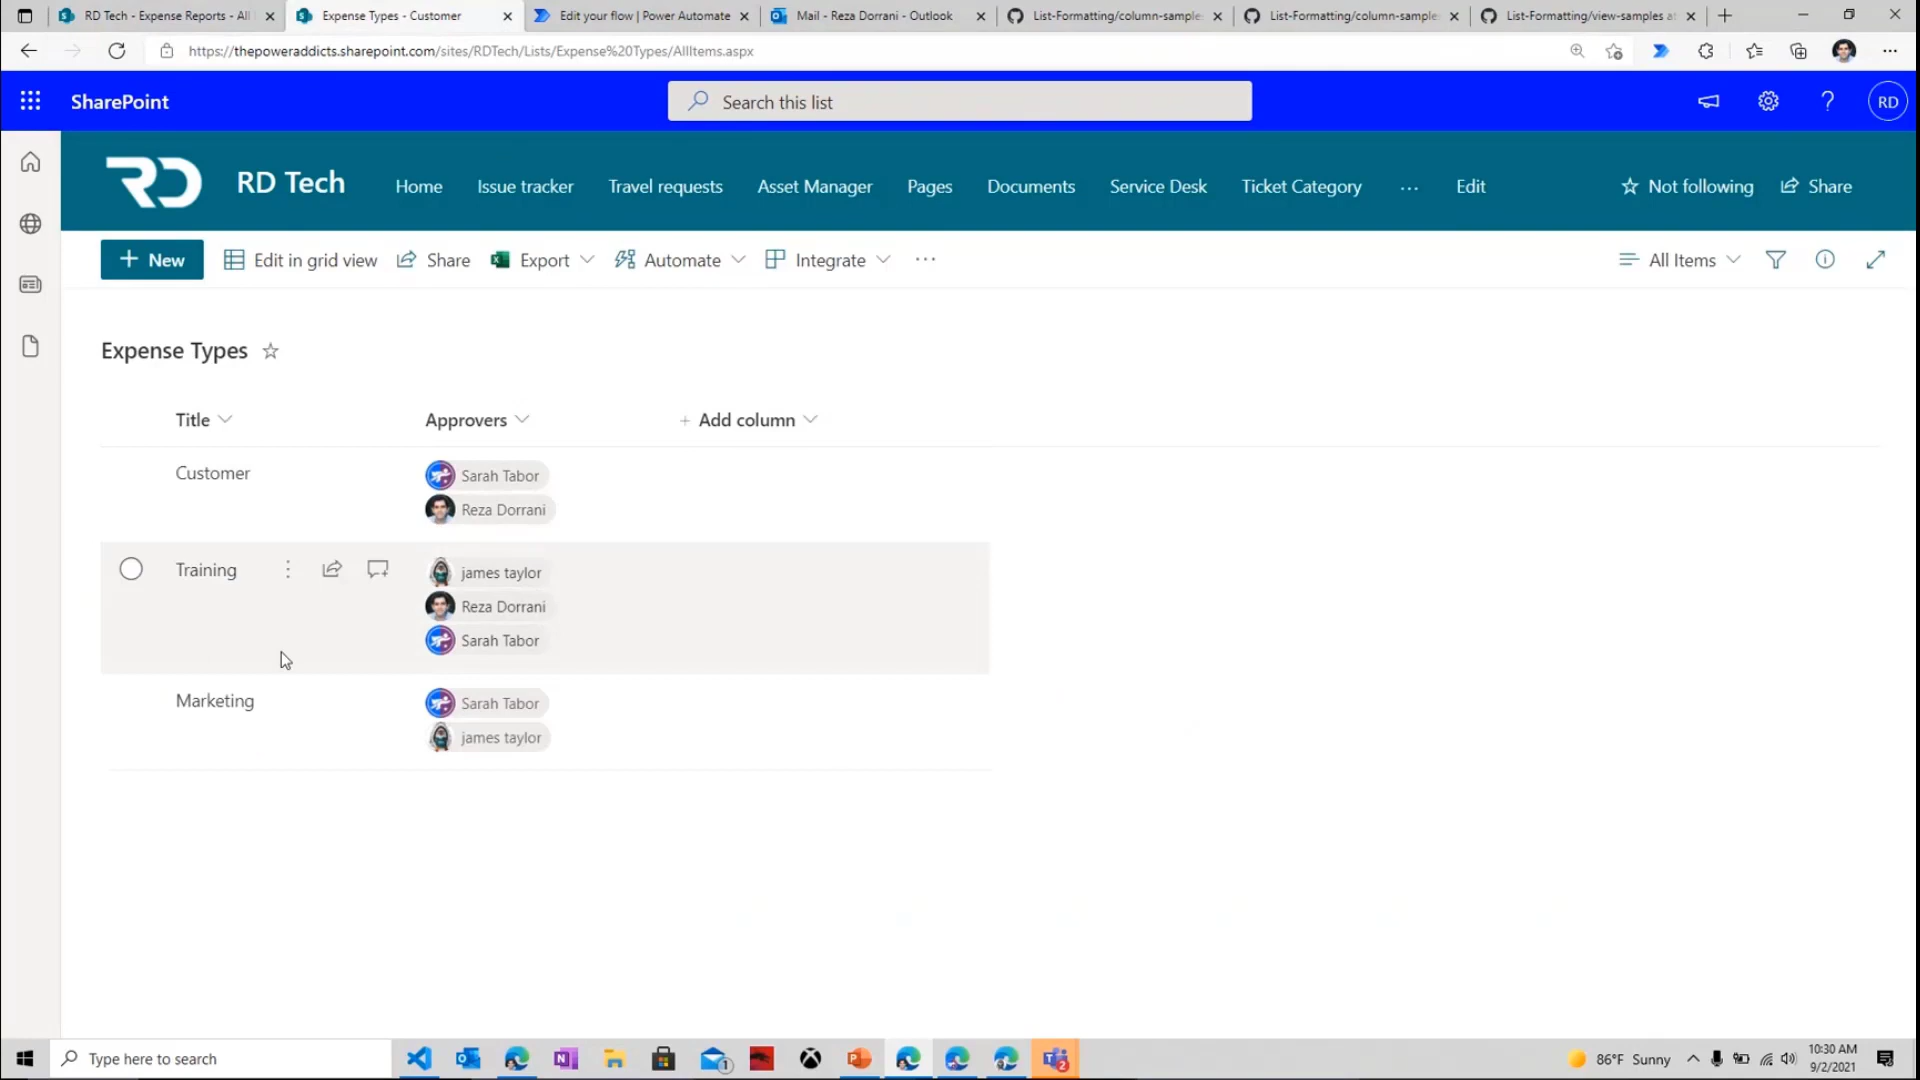 RD Tech - Expense Reports - All
Expense Types - Customer
Edit your flow | Power Automate
Mail - Reza Dorrani - Outlook
List-Formatting/column-sample
List-Formatting/column-sample
List-Formatting/view-samples a
https://thepoweraddicts.sharepoint.com/sites/RDTech/Lists/Expense%20Types/AllItems.aspx
SharePoint
Search this list
RD
RD
RD Tech
Home
Issue tracker
Travel requests
Asset Manager
Pages
Documents
Service Desk
Ticket Category
Edit
Not following
Share
New
Edit in grid view
Share
Export
Automate
Integrate
All Items
Expense Types
Title
Approvers
Add column
Customer
Sarah Tabor
Reza Dorrani
Training
james taylor
Reza Dorrani
Sarah Tabor
Marketing
Sarah Tabor
james taylor
Type here to search
86°F Sunny
10:30 AM
9/2/2021